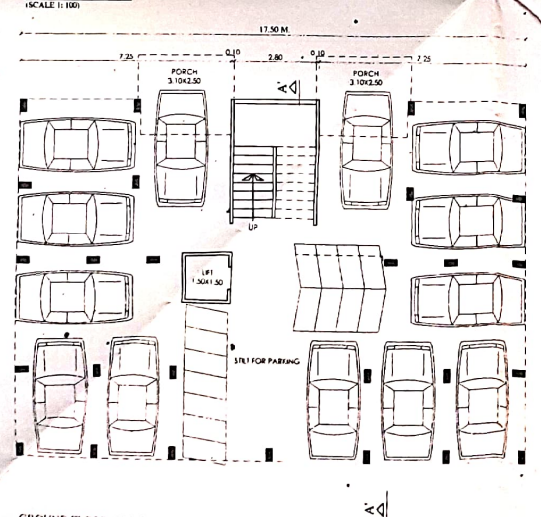 (SCALE 1: 100)
17.50 M.
7.25
0.10
2.80
0.10
7.25
PORCH
3.10X2.50
A'
PORCH
3.10X2.50
UP
LIFT
1.50X1.50
STILT FOR PARKING
A'